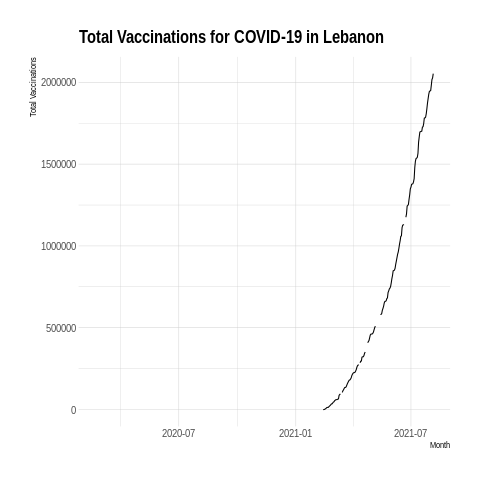 Total Vaccinations for COVID-19 in Lebanon
Total Vaccinations
2000000
1500000
1000000
500000
0
2020-07
2021-01
2021-07
Month